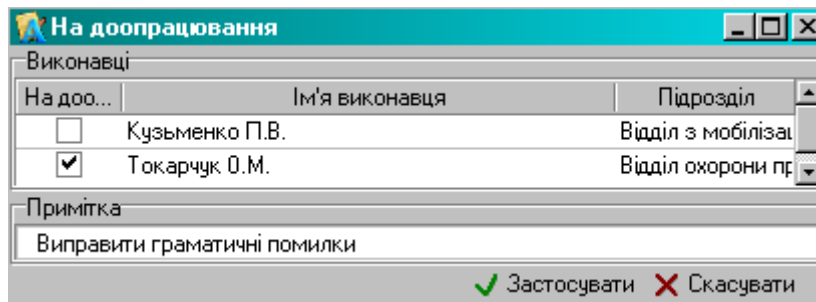 На доопрацювання
Виконавці
На доо... Ім'я виконавця Підрозділ
Кузьменко П.В. Відділ з мобілізац
Токарчук О.М. Відділ охорони пр
Примітка
Виправити граматичні помилки
Застосувати Скасувати